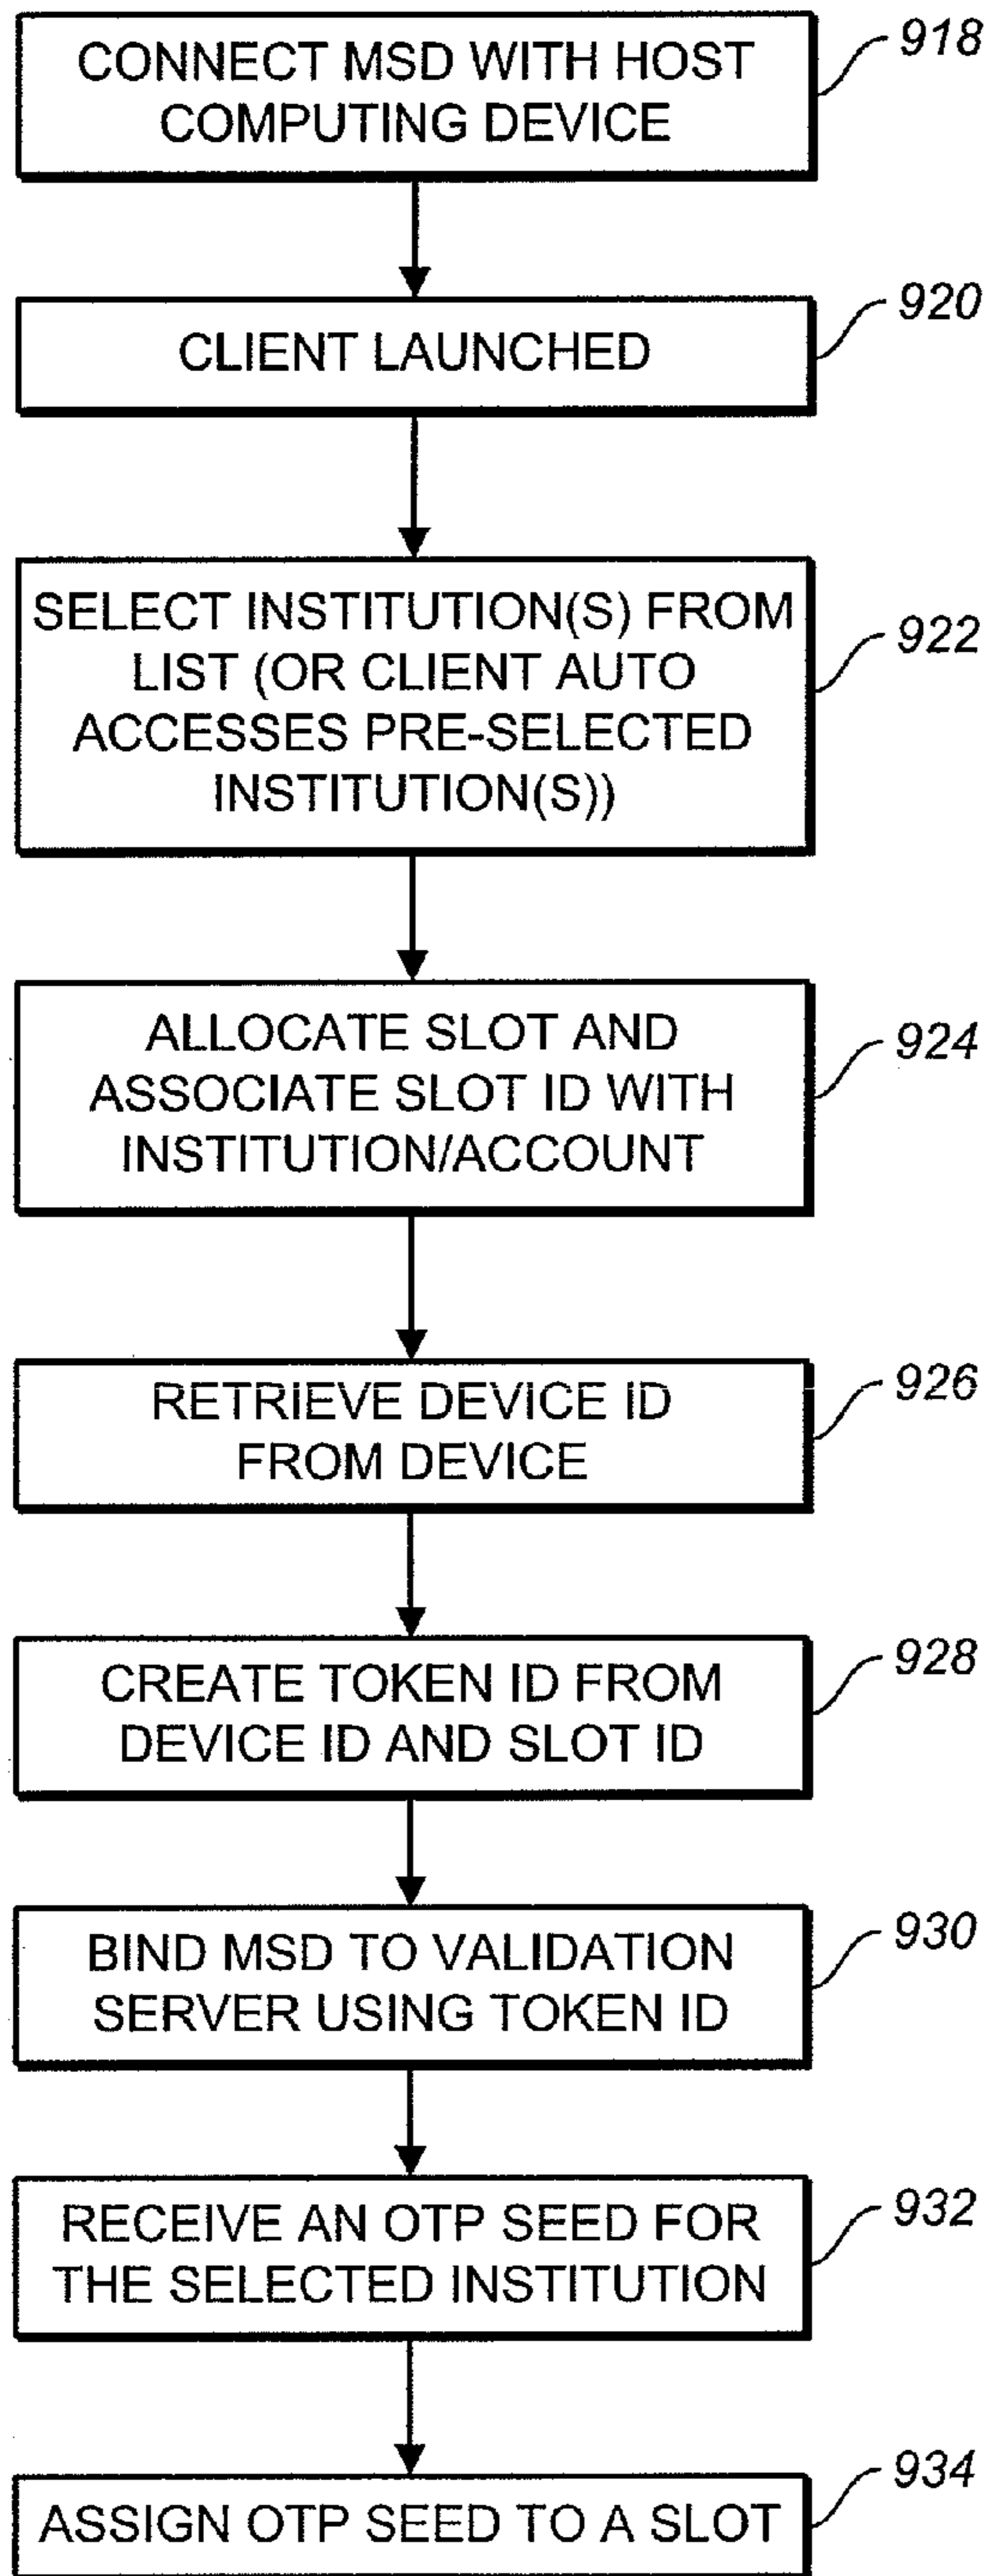 CONNECT MSD WITH HOST
COMPUTING DEVICE
918
CLIENT LAUNCHED
920
SELECT INSTITUTION(S) FROM
LIST (OR CLIENT AUTO
ACCESSES PRE-SELECTED
INSTITUTION(S))
922
ALLOCATE SLOT AND
ASSOCIATE SLOT ID WITH
INSTITUTION/ACCOUNT
924
RETRIEVE DEVICE ID
FROM DEVICE
926
CREATE TOKEN ID FROM
DEVICE ID AND SLOT ID
928
BIND MSD TO VALIDATION
SERVER USING TOKEN ID
930
RECEIVE AN OTP SEED FOR
THE SELECTED INSTITUTION
932
ASSIGN OTP SEED TO A SLOT
934